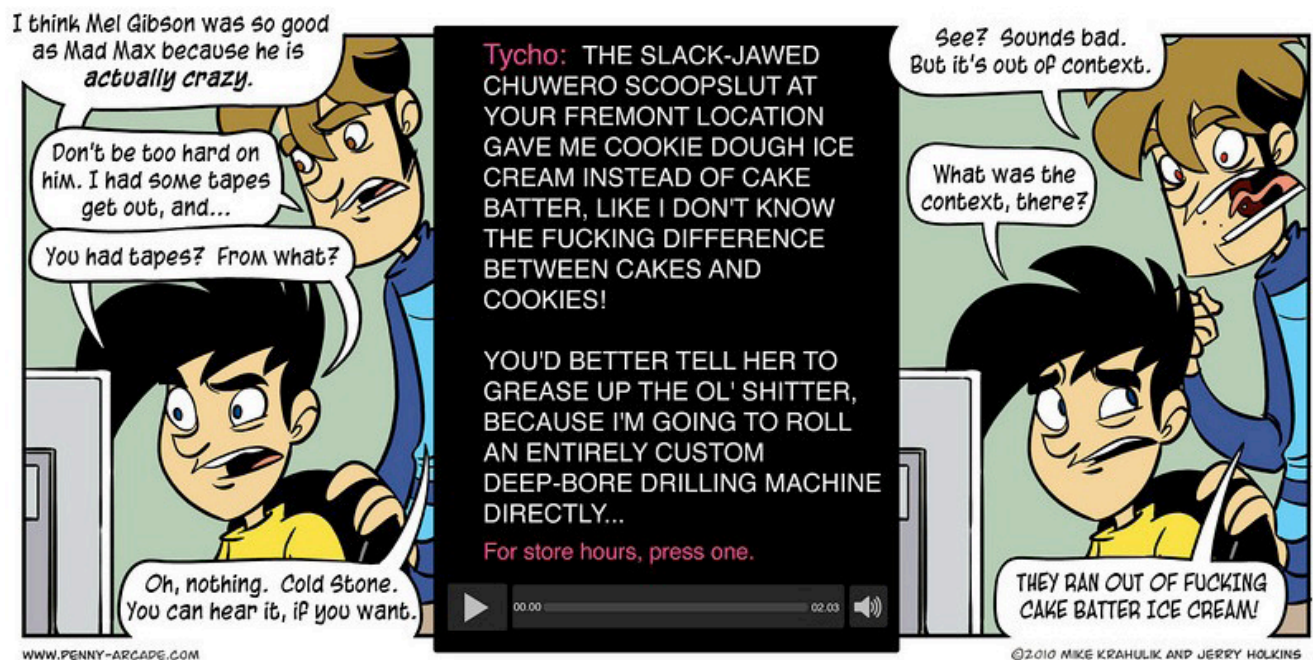 I think Mel Gibson was so good
as Mad Max because he is
actually crazy.
Don't be too hard on
him. I had some tapes
get out, and...
You had tapes? From what?
Oh, nothing. Cold Stone.
You can hear it, if you want.
Tycho: THE SLACK-JAWED
CHUWERO SCOOPSLUT AT
YOUR FREMONT LOCATION
GAVE ME COOKIE DOUGH ICE
CREAM INSTEAD OF CAKE
BATTER, LIKE I DON'T KNOW
THE FUCKING DIFFERENCE
BETWEEN CAKES AND
COOKIES!
YOU'D BETTER TELL HER TO
GREASE UP THE OL' SHITTER,
BECAUSE I'M GOING TO ROLL
AN ENTIRELY CUSTOM
DEEP-BORE DRILLING MACHINE
DIRECTLY...
For store hours, press one.
00.00
02.03
See? Sounds bad.
But it's out of context.
What was the
context, there?
THEY RAN OUT OF FUCKING
CAKE BATTER ICE CREAM!
WWW.PENNY-ARCADE.COM
©2010 MIKE KRAHULIK AND JERRY HOLKINS